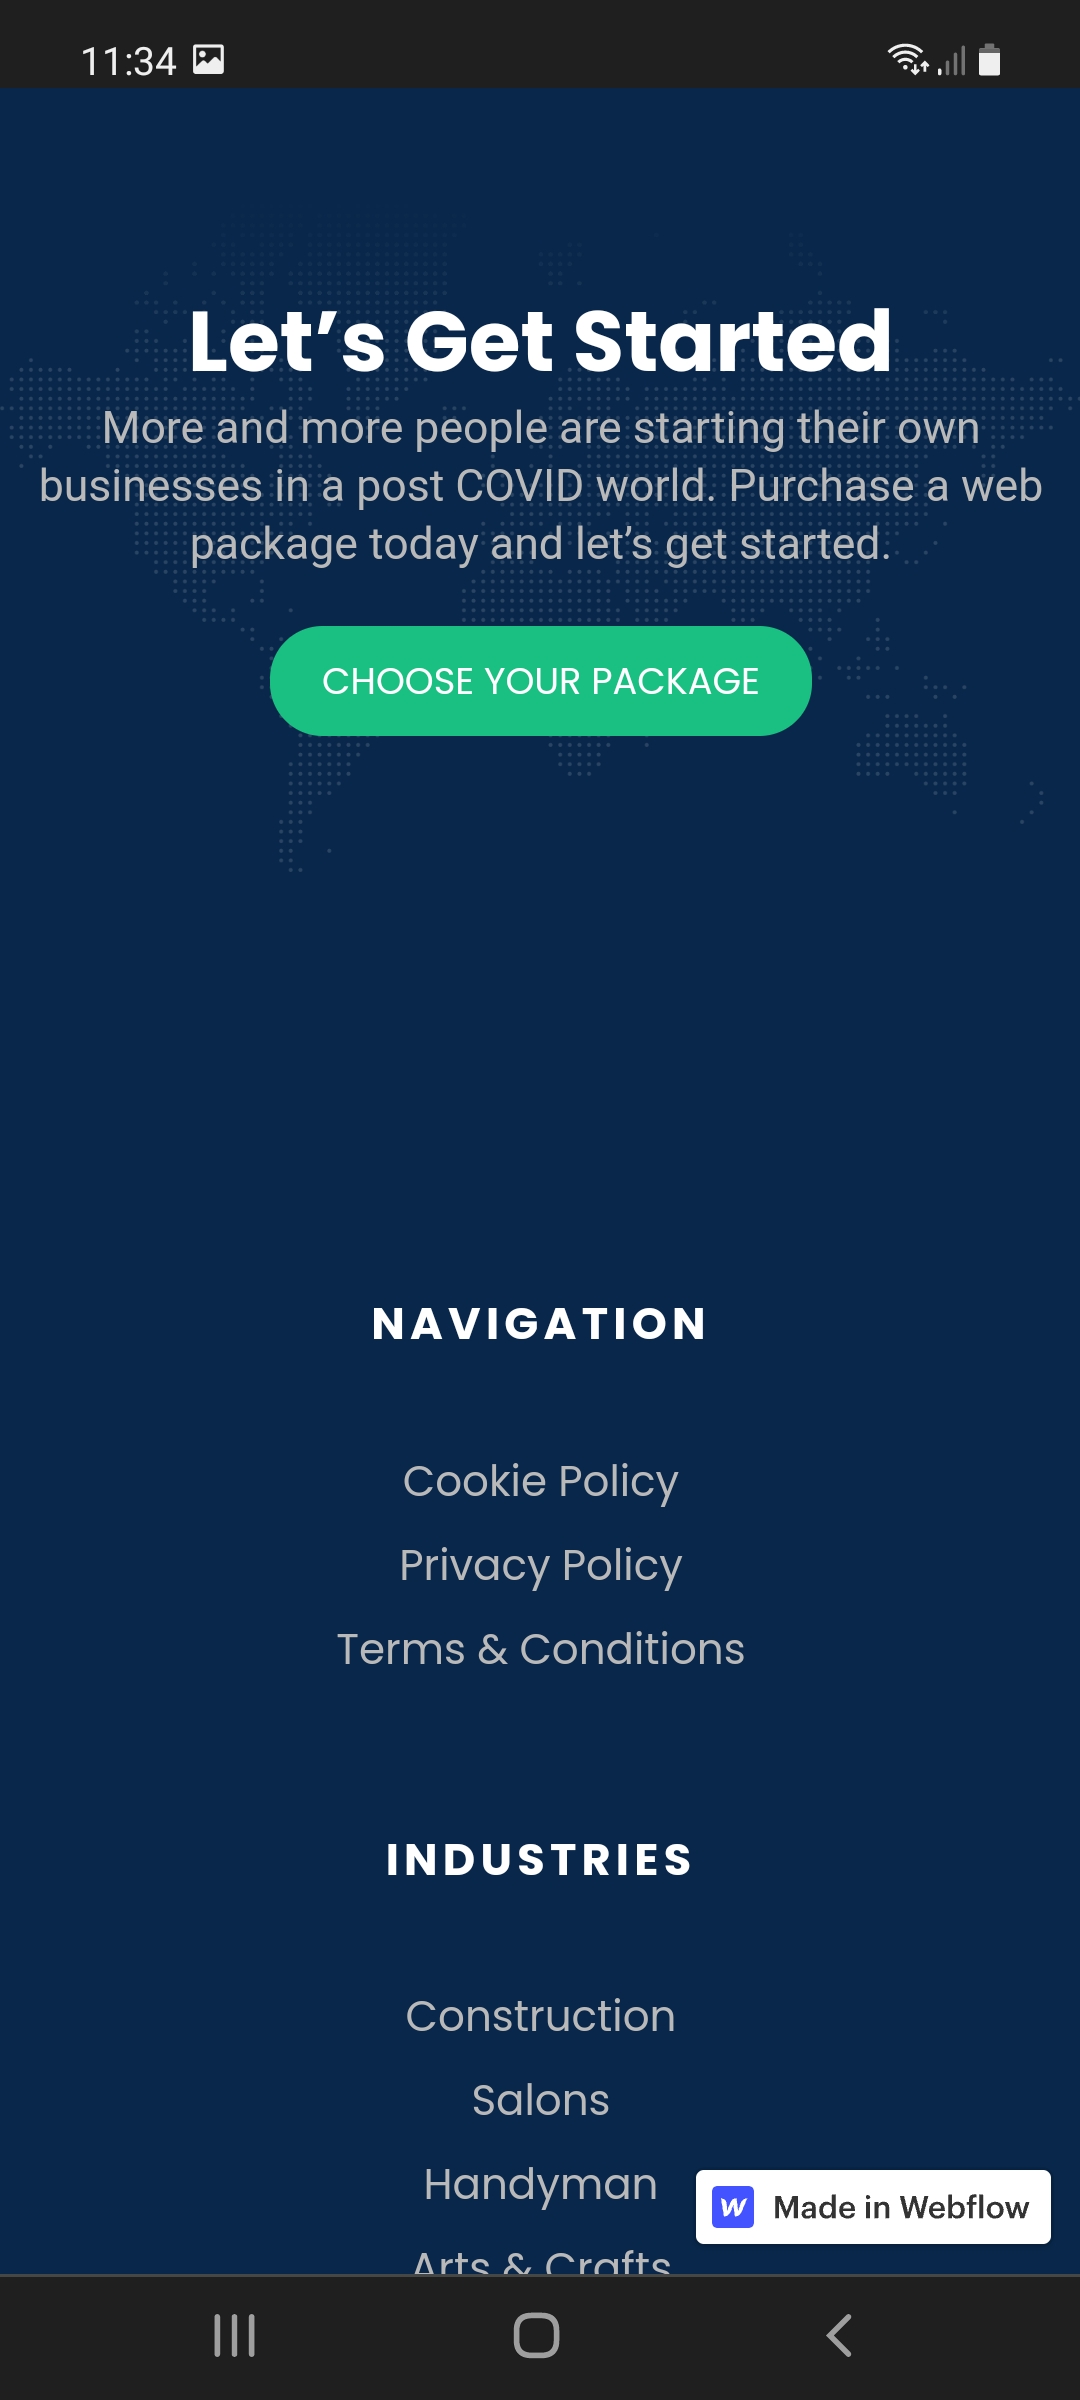 11:34
Let’s Get Started
More and more people are starting their own
businesses in a post COVID world. Purchase a web
package today and let’s get started.
CHOOSE YOUR PACKAGE
NAVIGATION
Cookie Policy
Privacy Policy
Terms & Conditions
INDUSTRIES
Construction
Salons
Handyman
Made in Webflow
Arts & Crafts